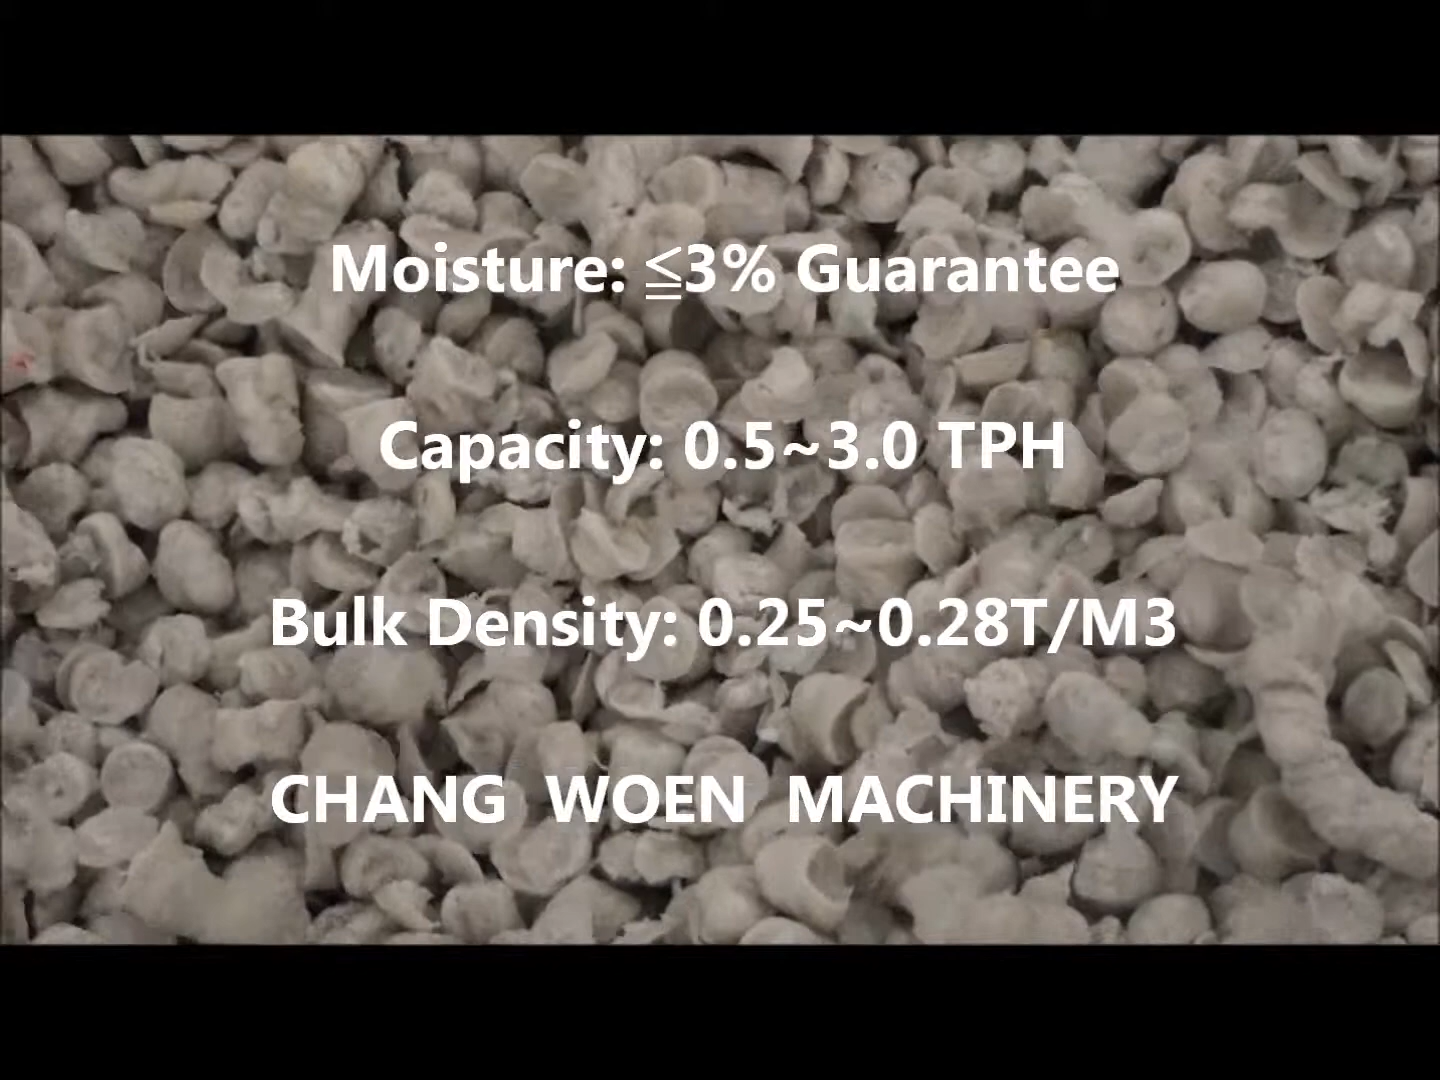 Moisture: ≦3% Guarantee
Capacity: 0.5~3.0 TPH
Bulk Density: 0.25~0.28T/M3
CHANG WOEN MACHINERY